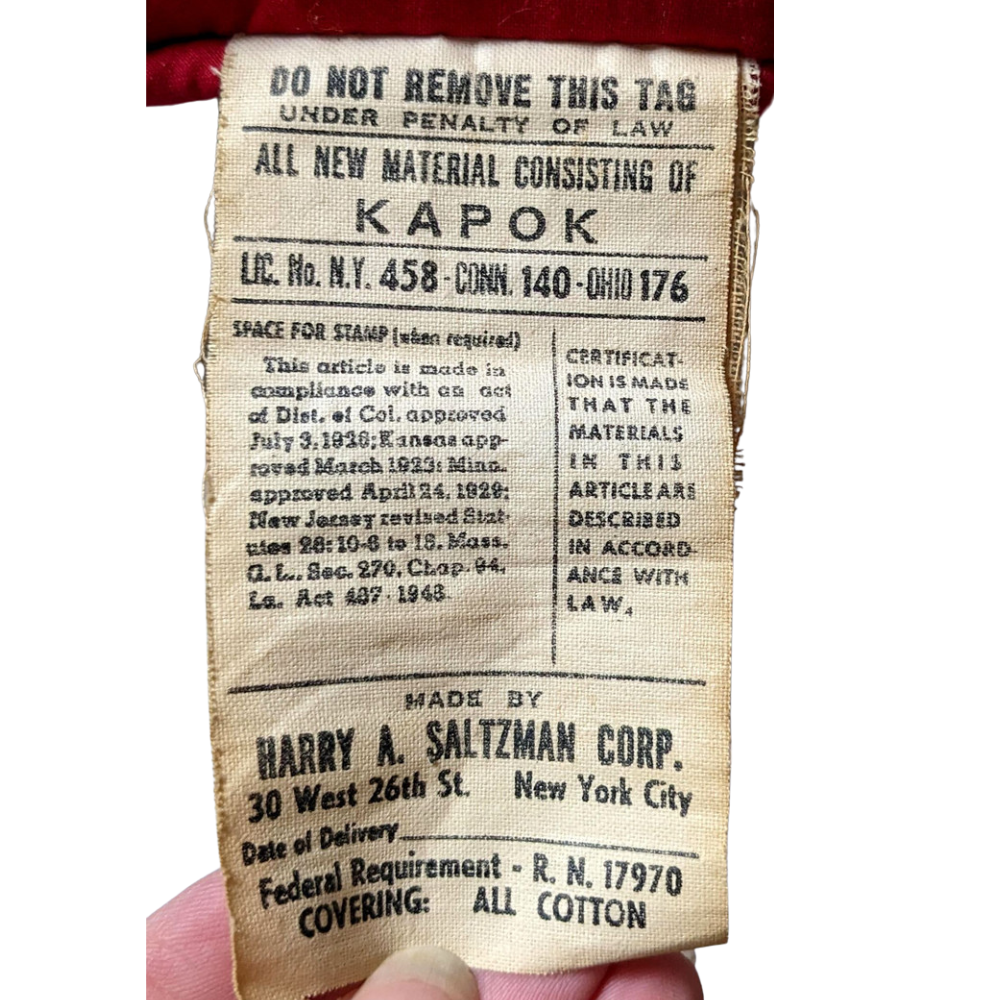 DO NOT REMOVE THIS TAG
UNDER PENALTY OF LAW
ALL NEW MATERIAL CONSISTING OF
KAPOK
LIC. No. N.Y. 458 - CONN. 140 - OHIO 176
SPACE FOR STAMP (when required)
This article is made in
compliance with an act
of Dist. of Col. approved
July 3, 1926; Kansas app-
roved March 1923; Minn.
approved April 24, 1929;
New Jersey revised Stat-
utes 26: 10-6 to 18. Mass.
G. L. Sec. 270, Chap. 94.
La. Act 467 - 1948.
CERTIFICAT-
ION IS MADE
THAT THE
MATERIALS
IN THIS
ARTICLE ARE
DESCRIBED
IN ACCORD-
ANCE WITH
LAW.
MADE BY
HARRY A. SALTZMAN CORP.
30 West 26th St. New York City
Date of Delivery
Federal Requirement - R. N. 17970
COVERING: ALL COTTON